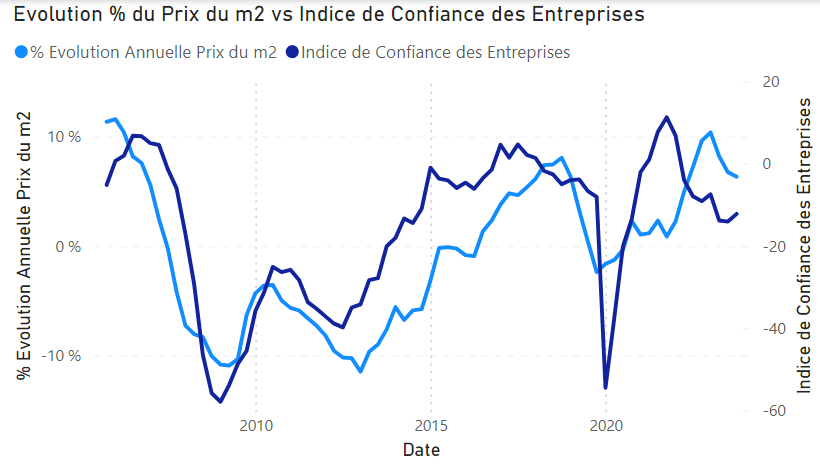 Evolution % du Prix du m2 vs Indice de Confiance des Entreprises
% Evolution Annuelle Prix du m2 Indice de Confiance des Entreprises
% Evolution Annuelle Prix du m2
10 %
0 %
-10 %
20
0
-20
-40
-60
Indice de Confiance des Entreprises
2010 2015 2020
Date